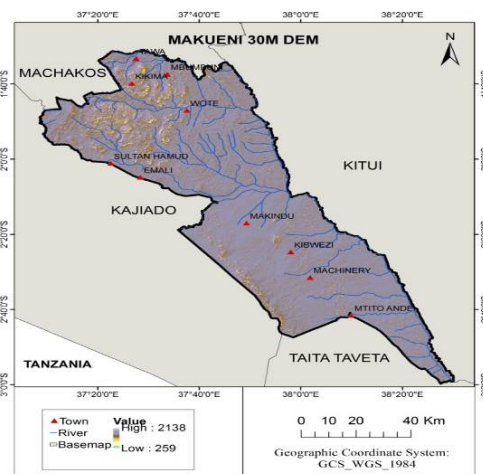 37°20'0"E 37°40'0"E 38°0'0"E 38°20'0"E
MAKUENI 30M DEM
N
TAWA
MBUMBUNI
MACHAKOS
KIKIMA
1°40'0"S
WOTE
2°0'0"S
SULTAN HAMUD
KITUI
EMALI
KAJIADO
MAKINDU
2°20'0"S
KIBWEZI
MACHINERY
2°40'0"S
MTITO ANDEI
TANZANIA
TAITA TAVETA
3°0'0"S
37°20'0"E 37°40'0"E 38°0'0"E 38°20'0"E
Town
River
Basemap
Value
High : 2138
Low : 259
0 10 20 40 Km
Geographic Coordinate System:
GCS_WGS_1984